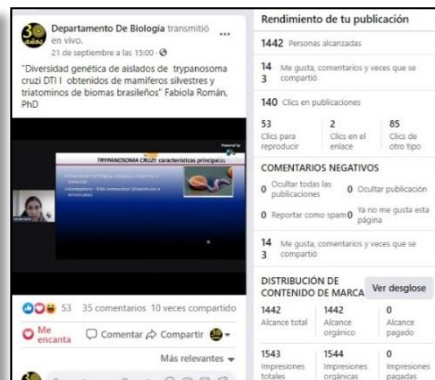 30
años
Departamento De Biología transmitió
en vivo.
21 de septiembre a las 15:00
"Diversidad genética de aislados de trypanosoma
cruzi DTI I obtenidos de mamíferos silvestres y
triatominos de biomas brasileños" Fabiola Román,
PhD
TRYPANOSOMA CRUZI: características principales
53 35 comentarios 10 veces compartido
Me
encanta
Comentar
Compartir
Más relevantes
Rendimiento de tu publicación
1442 Personas
alcanzadas
14
3
Me gusta, comentarios y veces que se
compartió
140 Clics en publicaciones
53
Clics para
reproducir
2
Clics en el
enlace
85
Clics de
otro tipo
COMENTARIOS NEGATIVOS
0 Ocultar todas las
publicaciones
0 Ocultar publicación
0 Reportar como spam
0 Ya no me gusta esta
página
14
3
Me gusta, comentarios y veces que se
compartió
DISTRIBUCIÓN DE
CONTENIDO DE MARCA
Ver desglose
1442
Alcance total
1442
Alcance
orgánico
0
Alcance
pagado
1543
Impresiones
totales
1544
Impresiones
orgánicas
0
Impresiones
pagadas